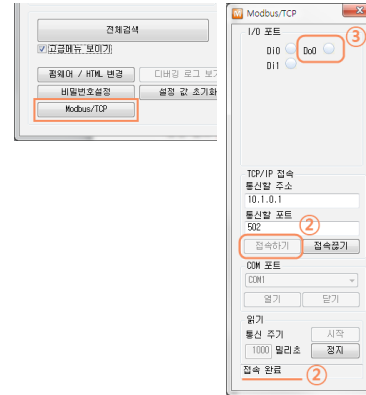 전체검색
고급메뉴 보이기
펌웨어 / HTML 변경
디버깅 로그 보기
비밀번호설정
설정 값 초기화
Modbus/TCP
Modbus/TCP
I/O 포트
③
Di0
Do0
Di1
TCP/IP 접속
통신할 주소
10.1.0.1
통신할 포트
502
②
접속하기
접속끊기
COM 포트
COM1
열기
닫기
읽기
통신 주기
시작
1000 밀리초
정지
접속 완료
②